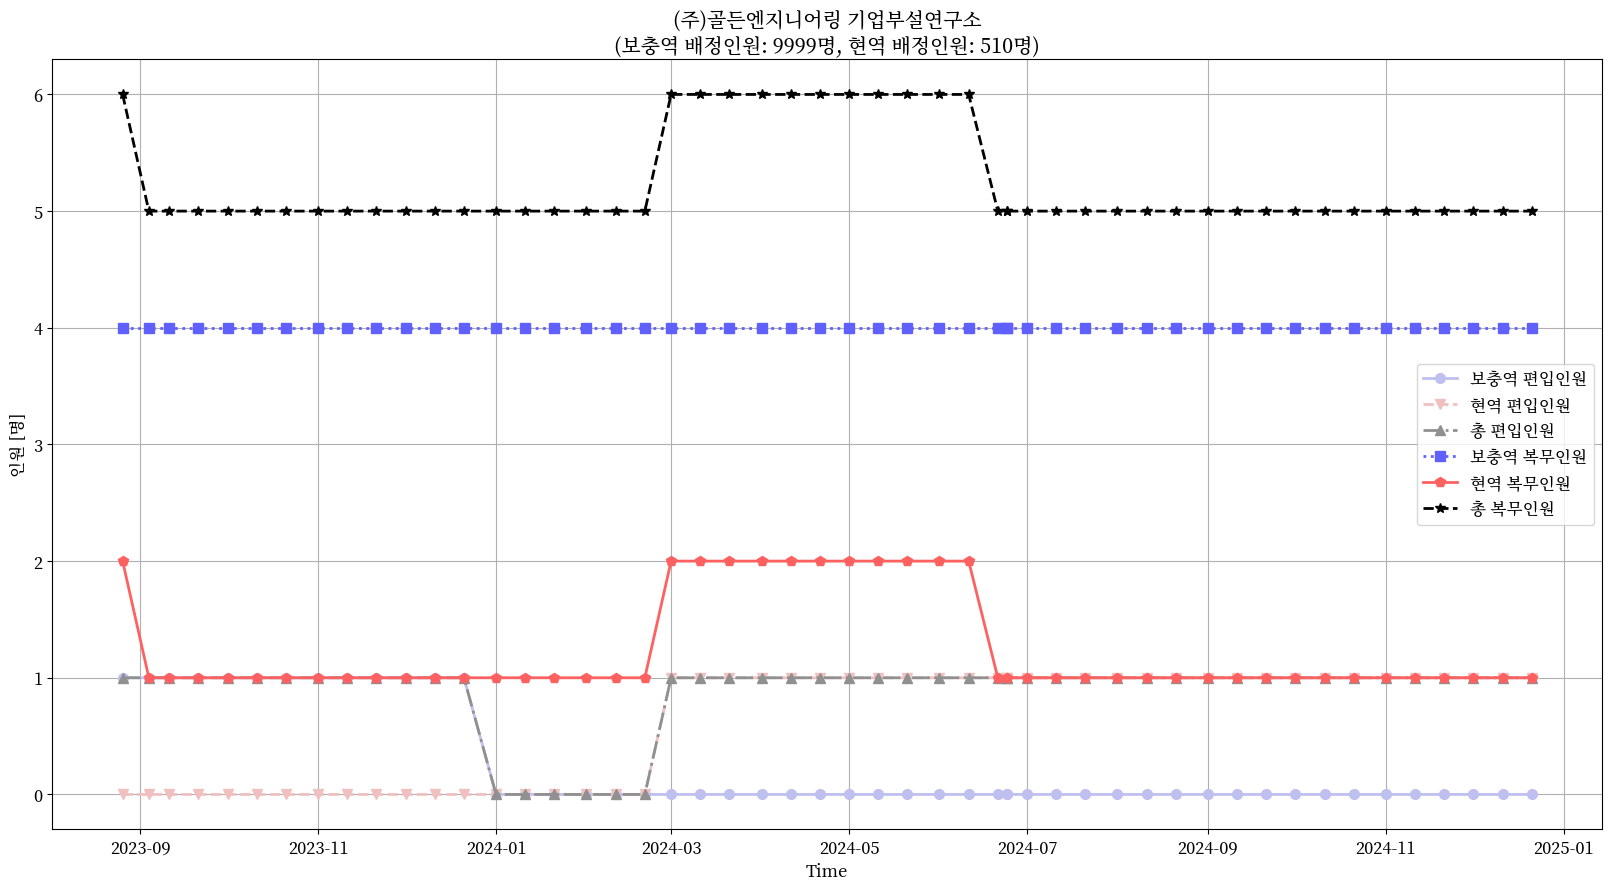 (주)골든엔지니어링 기업부설연구소
(보충역 배정인원: 9999명, 현역 배정인원: 510명)
6
5
4
3
2
1
0
인원 [명]
보충역 편입인원
현역 편입인원
총 편입인원
보충역 복무인원
현역 복무인원
총 복무인원
2023-09
2023-11
2024-01
2024-03
2024-05
2024-07
2024-09
2024-11
2025-01
Time